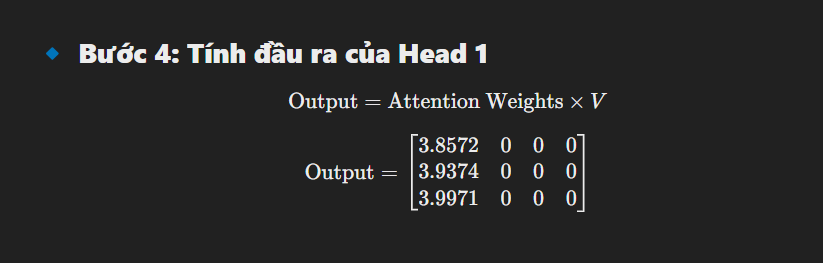 Bước 4: Tính đầu ra của Head 1
Output = Attention Weights × V
Output = [3.8572 0 0 0
3.9374 0 0 0
3.9971 0 0 0]